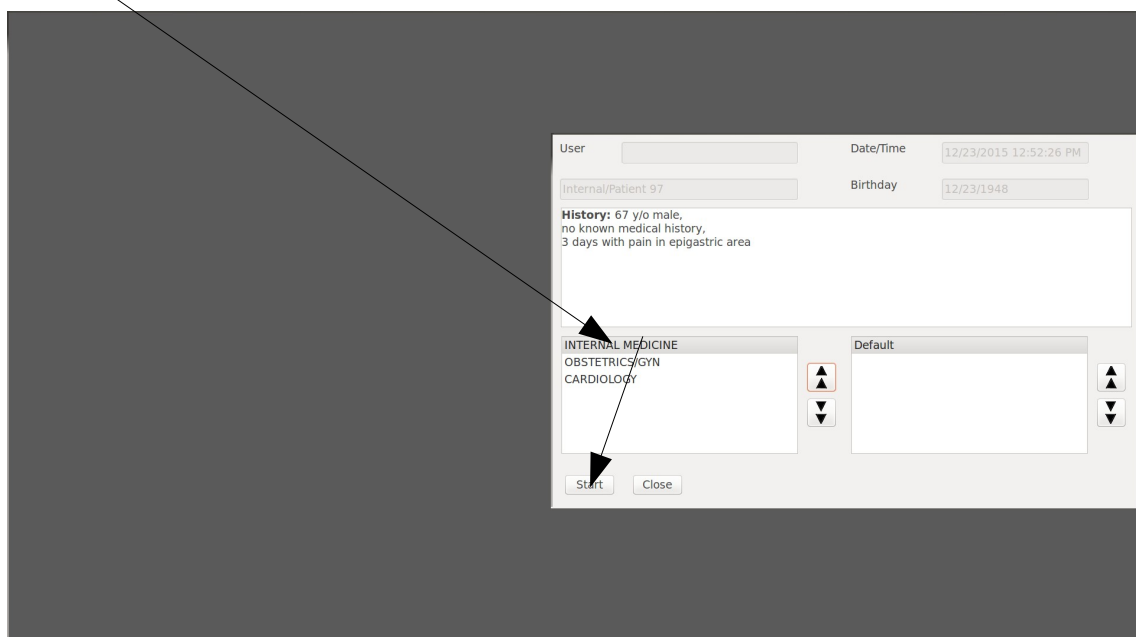 User
Date/Time 12/23/2015 12:52:26 PM
Internal/Patient 97
Birthday 12/23/1948
History: 67 y/o male,
no known medical history,
3 days with pain in epigastric area
INTERNAL MEDICINE
OBSTETRICS/GYN
CARDIOLOGY
Default
Start
Close